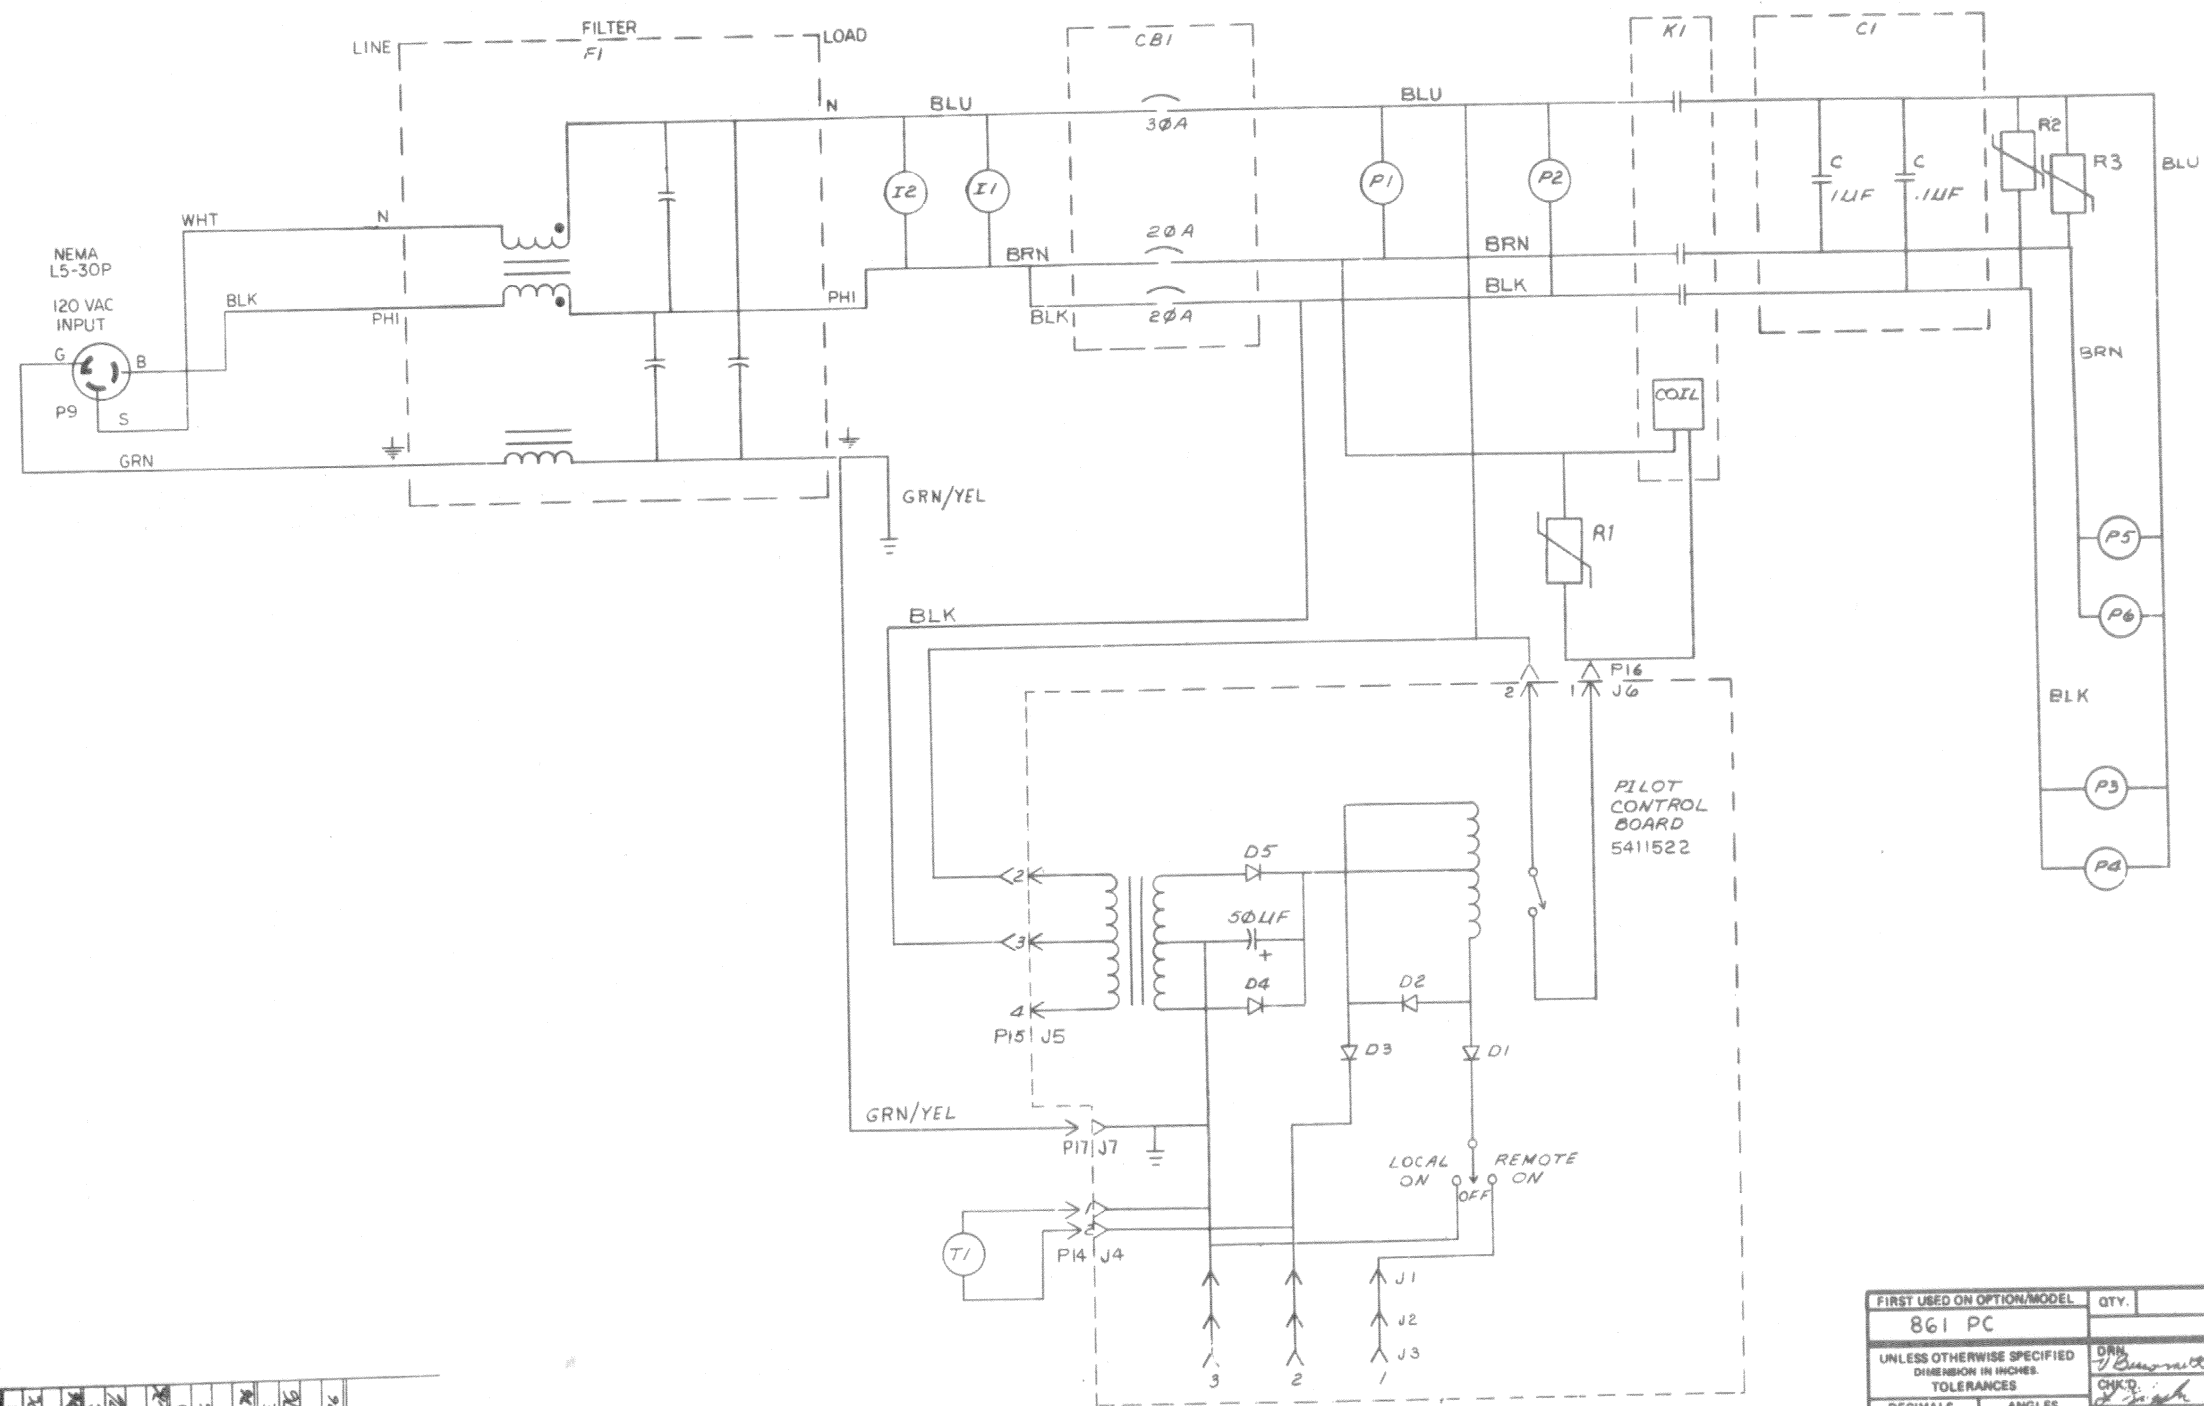 FILTER
F1
LINE
LOAD
CB1
K1
C1
N
BLU
30A
BLU
R2
R3
BLU
I2
I1
P1
P2
C
.1UF
C
.1UF
WHT
N
NEMA
L5-30P
120 VAC
INPUT
BLK
PH1
PH1
BRN
20A
BRN
BLK
BLK
20A
G
B
P9
S
GRN
COIL
BRN
GRN/YEL
R1
P5
P6
BLK
P16
2
1
J6
BLK
PILOT
CONTROL
BOARD
5411522
P3
P4
2
D5
50UF
3
+
D4
D2
4
P15
J5
D3
D1
GRN/YEL
P17
J7
LOCAL
ON
REMOTE
ON
OFF
1
2
T1
P14
J4
J1
J2
J3
3
2
1
FIRST USED ON OPTION/MODEL
QTY.
861 PC
UNLESS OTHERWISE SPECIFIED
DIMENSION IN INCHES.
TOLERANCES
DRN.
CHK'D.
DECIMALS
ANGLES